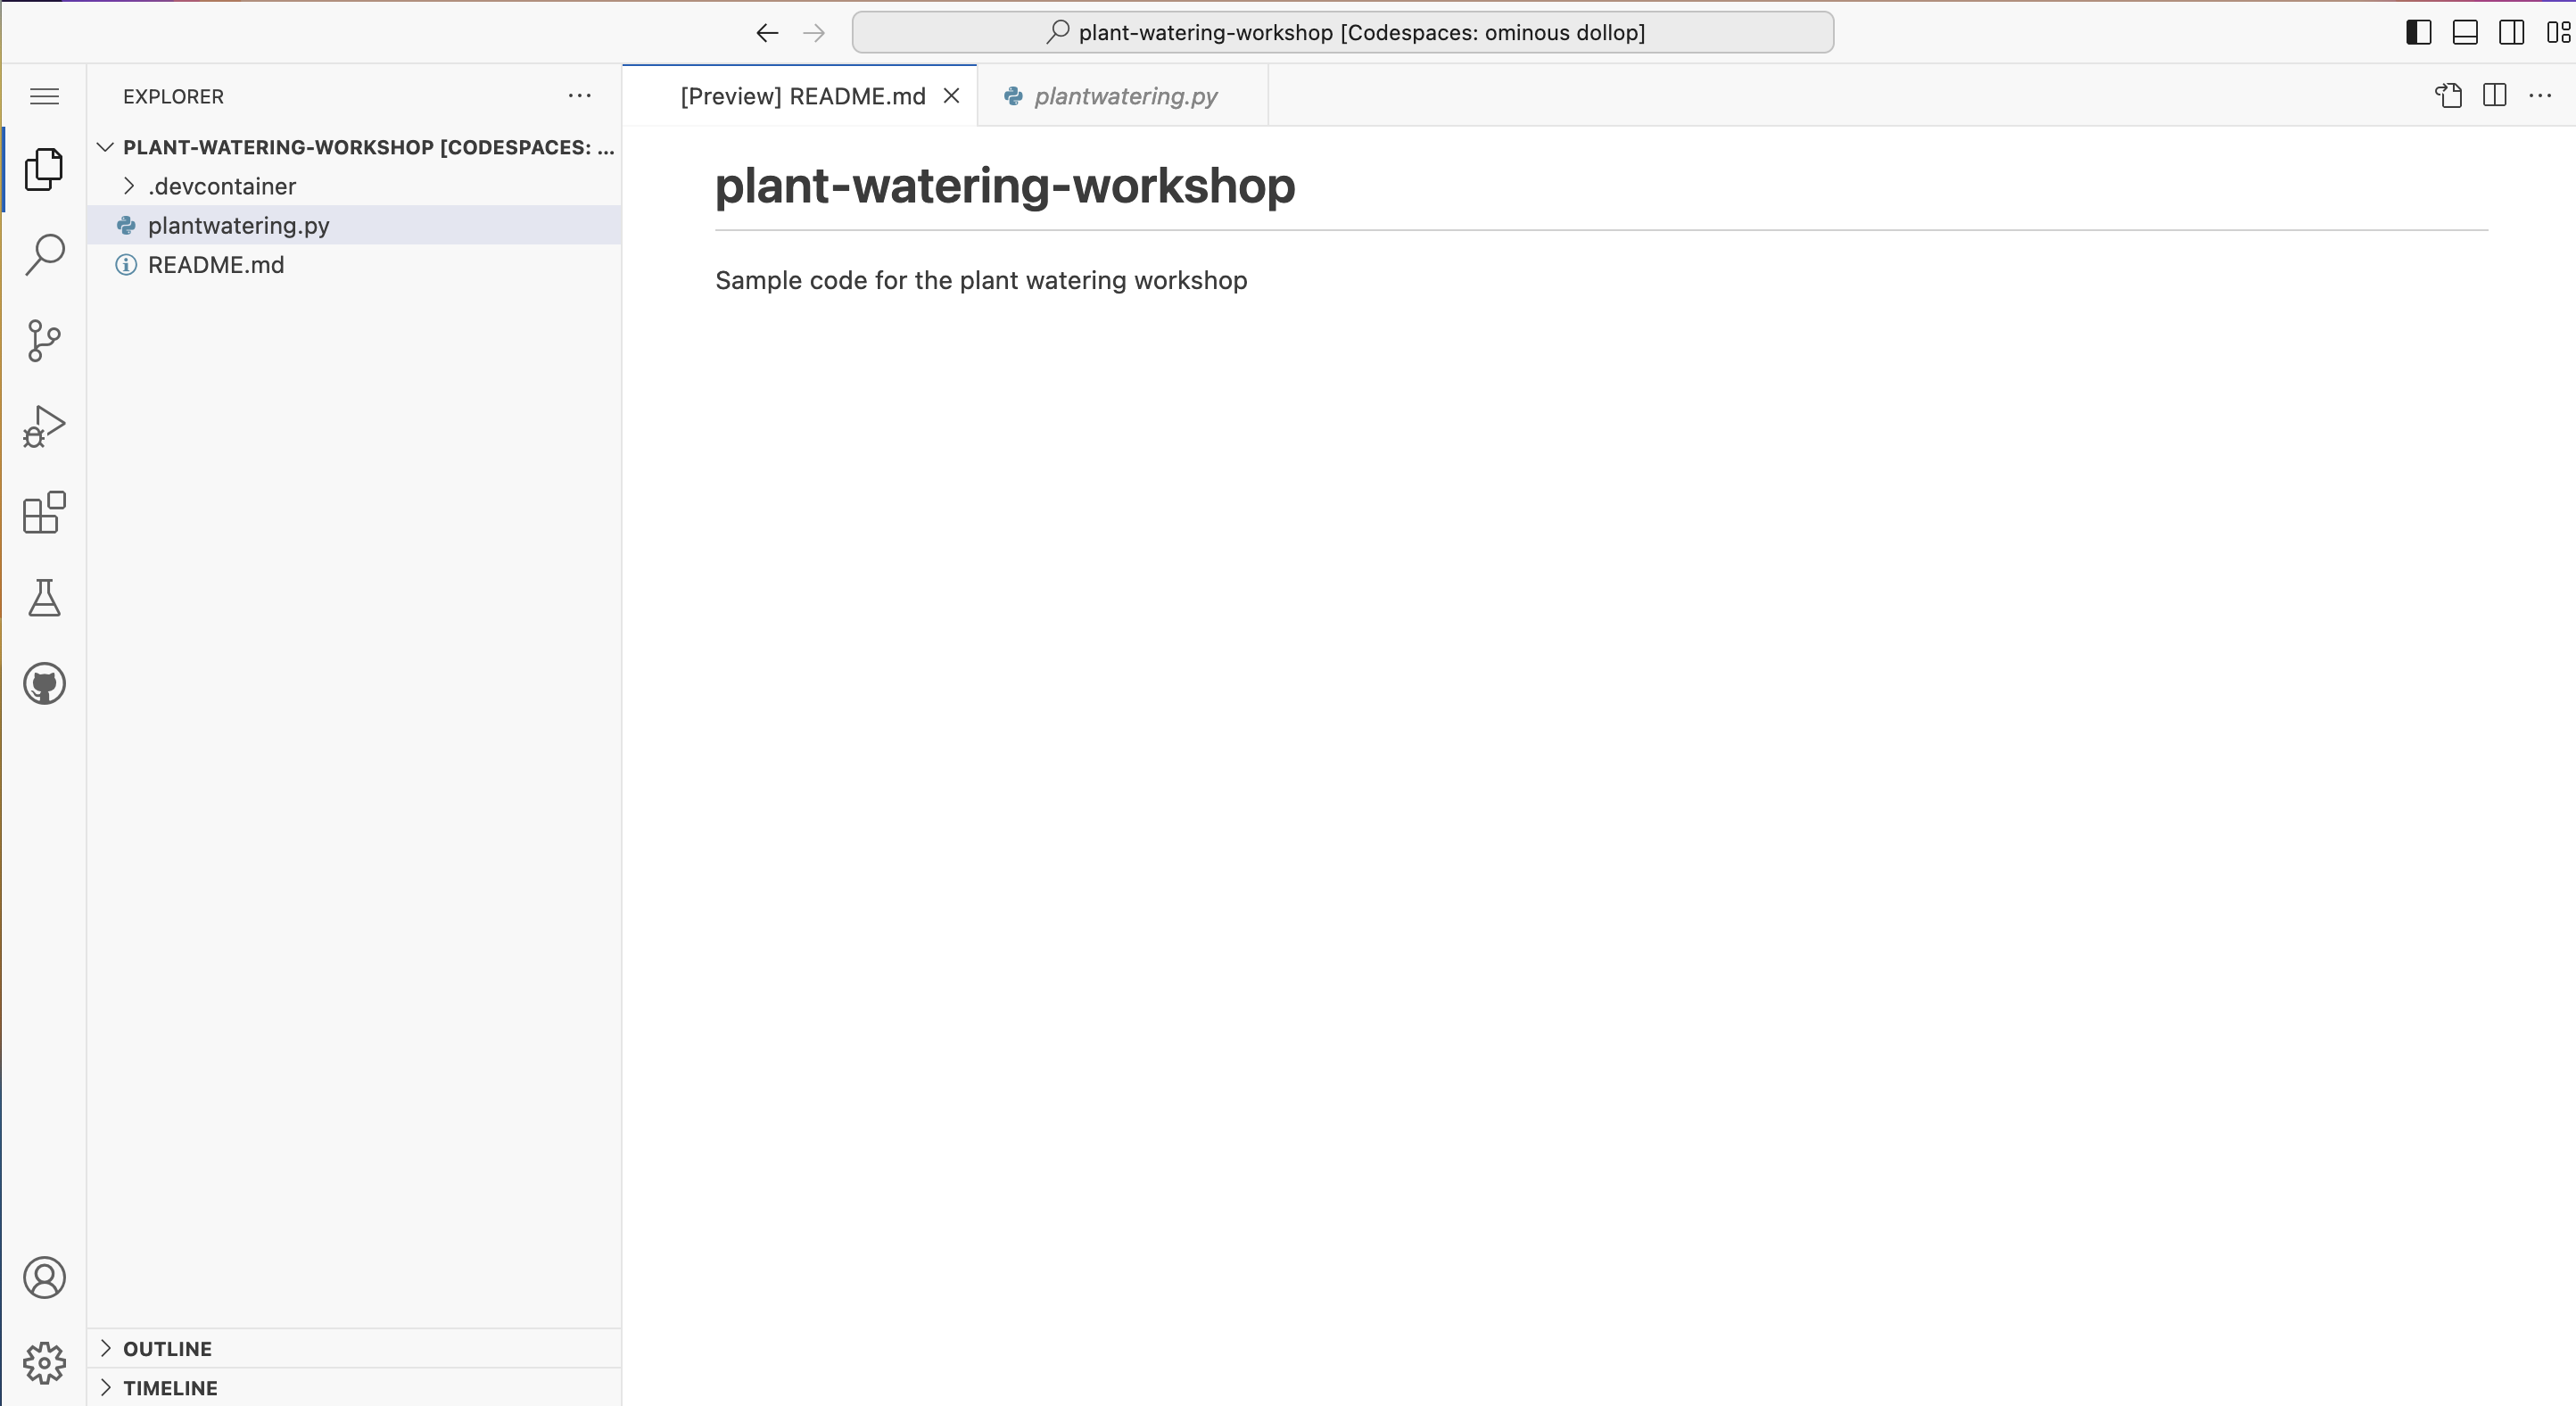 plant-watering-workshop [Codespaces: ominous dollop]
EXPLORER
[Preview] README.md
plantwatering.py
PLANT-WATERING-WORKSHOP [CODESPACES: ...
.devcontainer
plantwatering.py
README.md
plant-watering-workshop
Sample code for the plant watering workshop
OUTLINE
TIMELINE